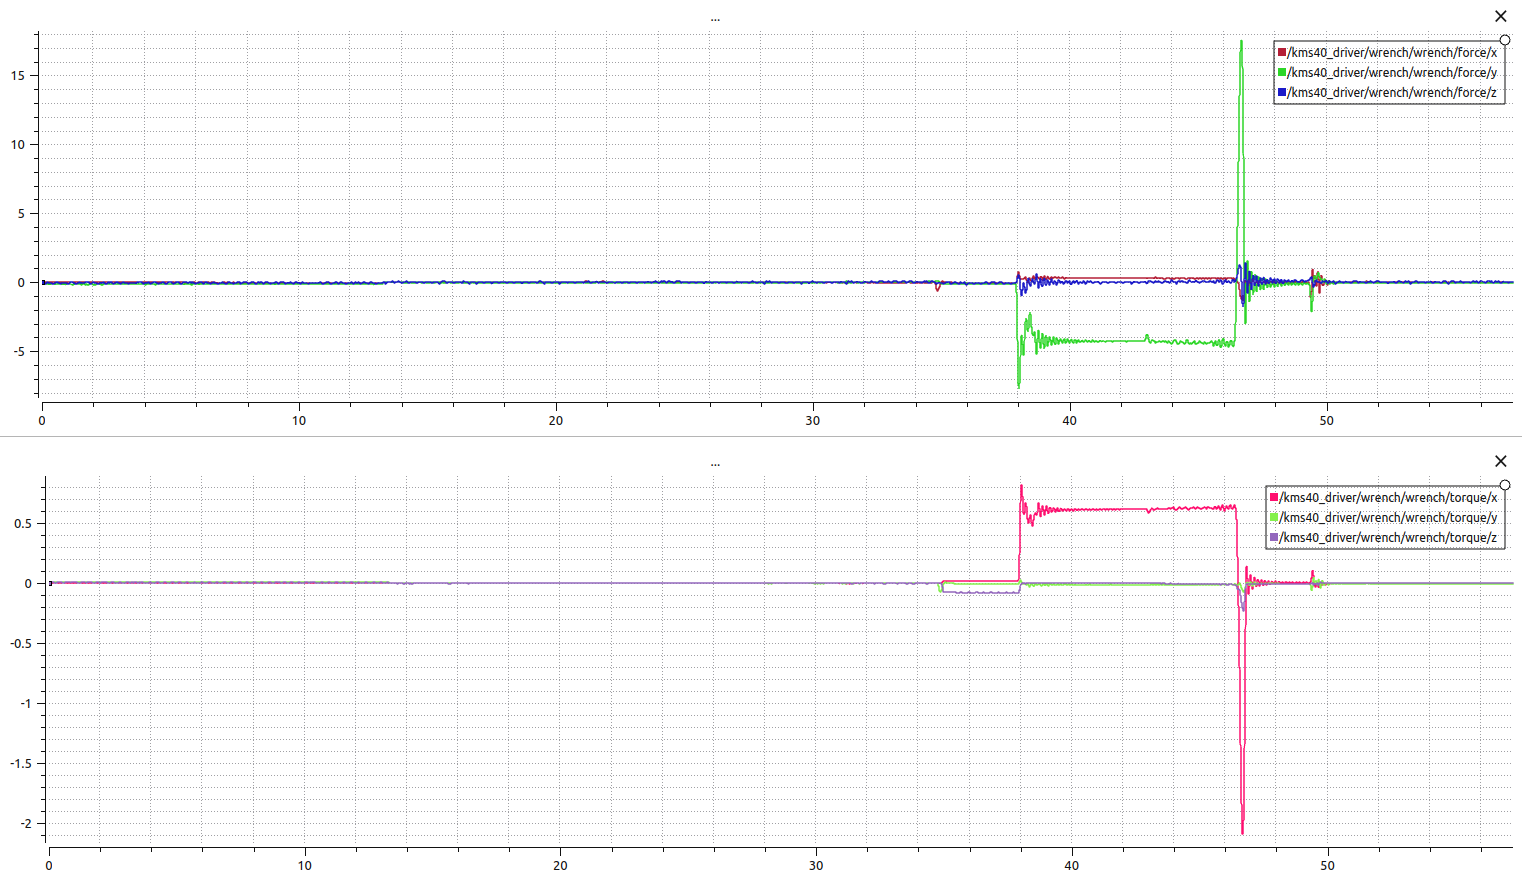 ...
/kms40_driver/wrench/wrench/force/x
/kms40_driver/wrench/wrench/force/y
/kms40_driver/wrench/wrench/force/z
15
10
5
0
-5
0 10 20 30 40 50
...
/kms40_driver/wrench/wrench/torque/x
/kms40_driver/wrench/wrench/torque/y
/kms40_driver/wrench/wrench/torque/z
0.5
0
-0.5
-1
-1.5
-2
0 10 20 30 40 50